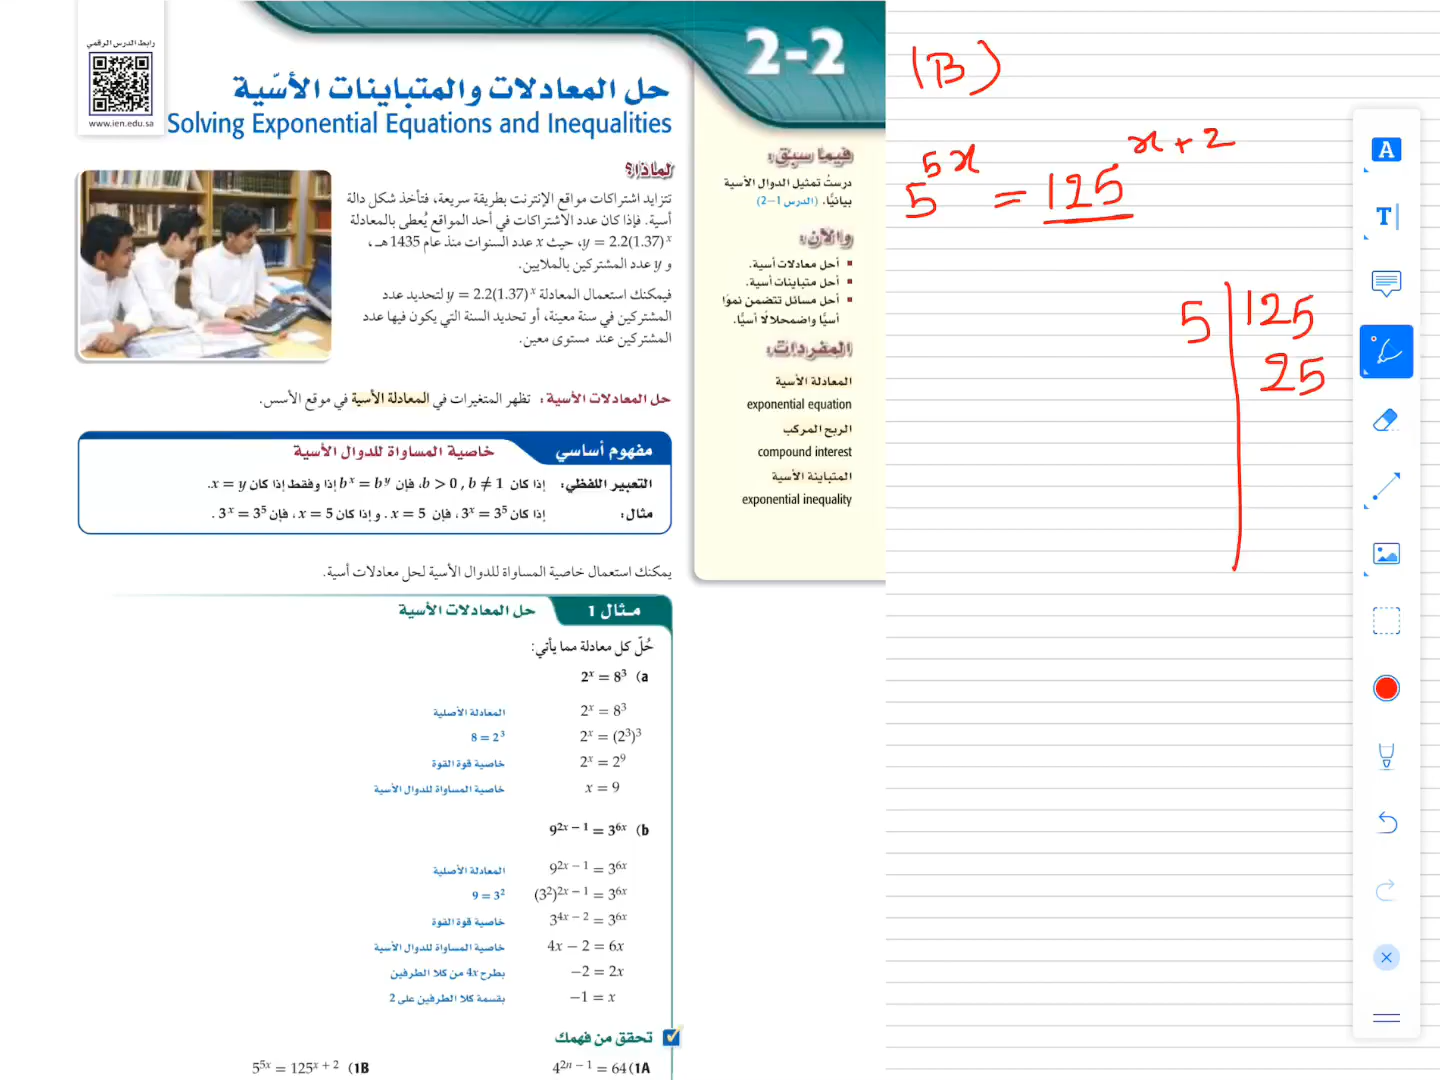 رابط الدرس الرقمي
www.ien.edu.sa
2-2
حل المعادلات والمتباينات الأسّية
Solving Exponential Equations and Inequalities
فيما سبق:
درستُ تمثيل الدوال الأسية
بيانيًّا. (الدرس 1-2)
والآن:
أحل معادلات أسية.
أحل متباينات أسية.
أحل مسائل تتضمن نموًا
أسيًّا واضمحلالًا أسيًّا.
المفردات:
المعادلة الأسية
exponential equation
الربح المركب
compound interest
المتباينة الأسية
exponential inequality
لماذا؟
تتزايد اشتراكات مواقع الإنترنت بطريقة سريعة، فتأخذ شكل دالة
أسية. فإذا كان عدد الاشتراكات في أحد المواقع يُعطى بالمعادلة
y = 2.2(1.37)^x، حيث x عدد السنوات منذ عام 1435هـ،
و y عدد المشتركين بالملايين.
فيمكنك استعمال المعادلة y = 2.2(1.37)^x لتحديد عدد
المشتركين في سنة معينة، أو تحديد السنة التي يكون فيها عدد
المشتركين عند مستوى معين.
حل المعادلات الأسية: تظهر المتغيرات في المعادلة الأسية في موقع الأسس.
مفهوم أساسي خاصية المساواة للدوال الأسية
التعبير اللفظي: إذا كان b > 0 , b ≠ 1، فإن b^x = b^y إذا وفقط إذا كان x = y.
مثال: إذا كان 3^x = 3^5، فإن x = 5 . و إذا كان x = 5، فإن 3^x = 3^5 .
يمكنك استعمال خاصية المساواة للدوال الأسية لحل معادلات أسية.
مـثال 1 حل المعادلات الأسية
حُلّ كل معادلة مما يأتي:
2^x = 8^3 (a
2^x = 8^3 المعادلة الأصلية
2^x = (2^3)^3 8 = 2^3
2^x = 2^9 خاصية قوة القوة
x = 9 خاصية المساواة للدوال الأسية
9^{2x − 1} = 3^{6x} (b
9^{2x − 1} = 3^{6x} المعادلة الأصلية
(3^2)^{2x − 1} = 3^{6x} 9 = 3^2
3^{4x − 2} = 3^{6x} خاصية قوة القوة
4x − 2 = 6x خاصية المساواة للدوال الأسية
−2 = 2x بطرح 4x من كلا الطرفين
−1 = x بقسمة كلا الطرفين على 2
تحقق من فهمك
4^{2n − 1} = 64 (1A
5^{5x} = 125^{x + 2} (1B
(B)
5^{5x} = 125^{x + 2}
5 | 125
25
A
T